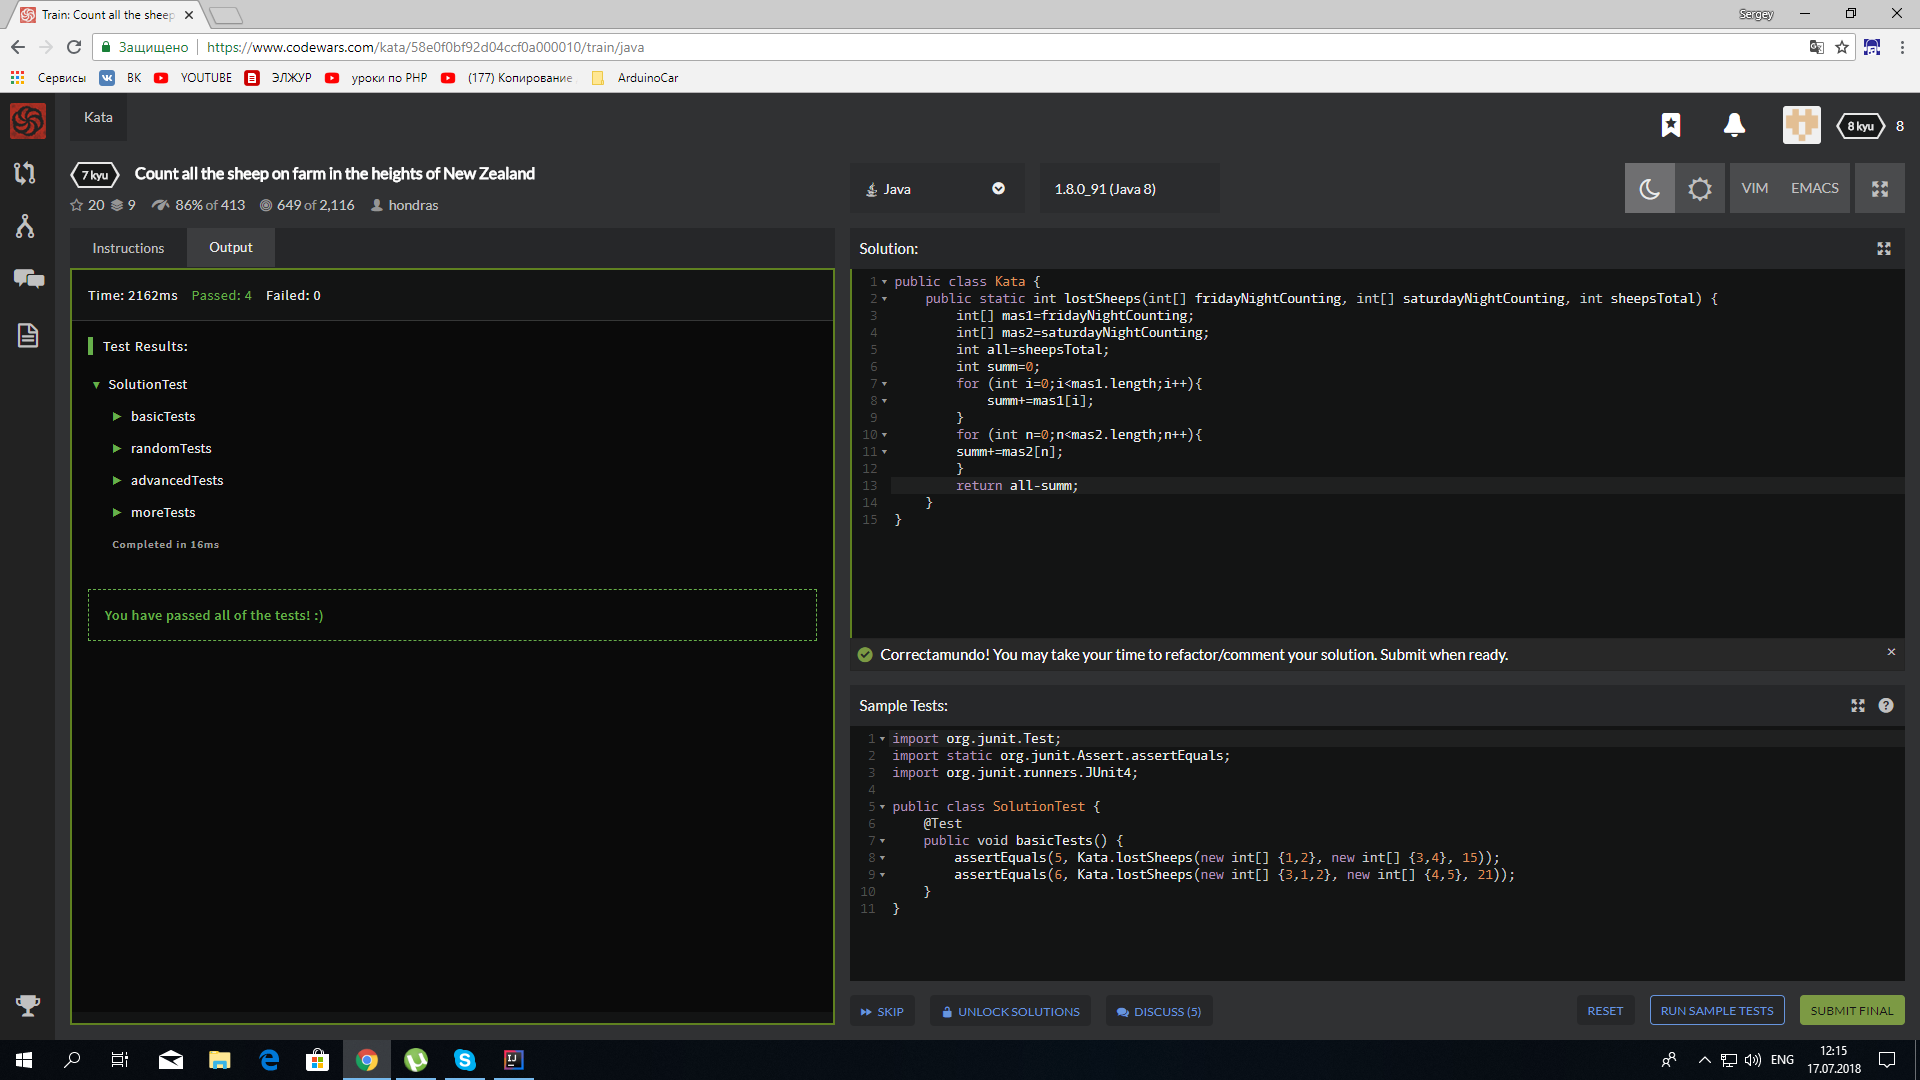 Train: Count all the sheep
Sergey
Защищено
https://www.codewars.com/kata/58e0f0bf92d04ccf0a000010/train/java
Сервисы
ВК
YOUTUBE
ЭЛЖУР
уроки по PHP
(177) Копирование
ArduinoCar
Kata
8 kyu
8
7 kyu
Count all the sheep on farm in the heights of New Zealand
20
9
86% of 413
649 of 2,116
hondras
Java
1.8.0_91 (Java 8)
VIM
EMACS
Instructions
Output
Time: 2162ms Passed: 4 Failed: 0
Test Results:
SolutionTest
basicTests
randomTests
advancedTests
moreTests
Completed in 16ms
You have passed all of the tests! :)
Solution:
1 public class Kata {
2 public static int lostSheeps(int[] fridayNightCounting, int[] saturdayNightCounting, int sheepsTotal) {
3 int[] mas1=fridayNightCounting;
4 int[] mas2=saturdayNightCounting;
5 int all=sheepsTotal;
6 int summ=0;
7 for (int i=0;i<mas1.length;i++){
8 summ+=mas1[i];
9 }
10 for (int n=0;n<mas2.length;n++){
11 summ+=mas2[n];
12 }
13 return all-summ;
14 }
15 }
Correctamundo! You may take your time to refactor/comment your solution. Submit when ready.
Sample Tests:
1 import org.junit.Test;
2 import static org.junit.Assert.assertEquals;
3 import org.junit.runners.JUnit4;
4
5 public class SolutionTest {
6 @Test
7 public void basicTests() {
8 assertEquals(5, Kata.lostSheeps(new int[] {1,2}, new int[] {3,4}, 15));
9 assertEquals(6, Kata.lostSheeps(new int[] {3,1,2}, new int[] {4,5}, 21));
10 }
11 }
SKIP
UNLOCK SOLUTIONS
DISCUSS (5)
RESET
RUN SAMPLE TESTS
SUBMIT FINAL
ENG
12:15
17.07.2018